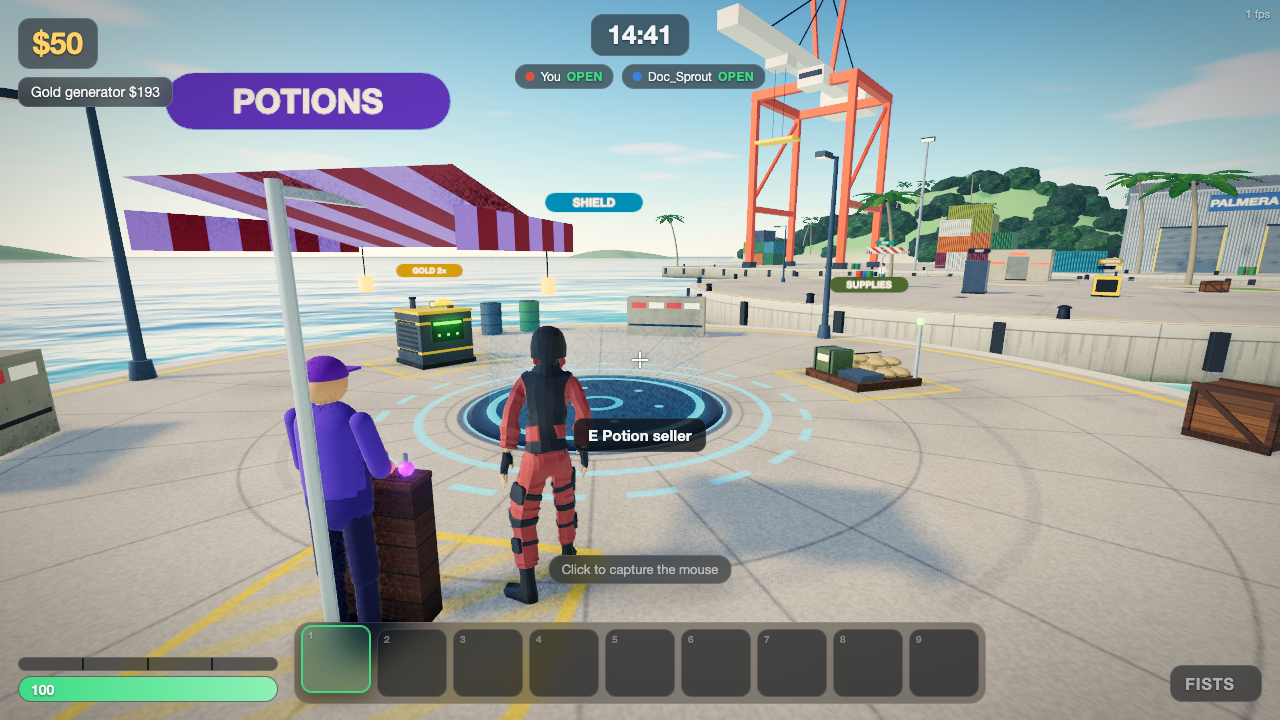 $50
14:41
1 fps
You OPEN
Doc_Sprout OPEN
Gold generator $193
POTIONS
SHIELD
PALMERA
GOLD 2x
SUPPLIES
E Potion seller
Click to capture the mouse
1
2
3
4
5
6
7
8
9
100
FISTS